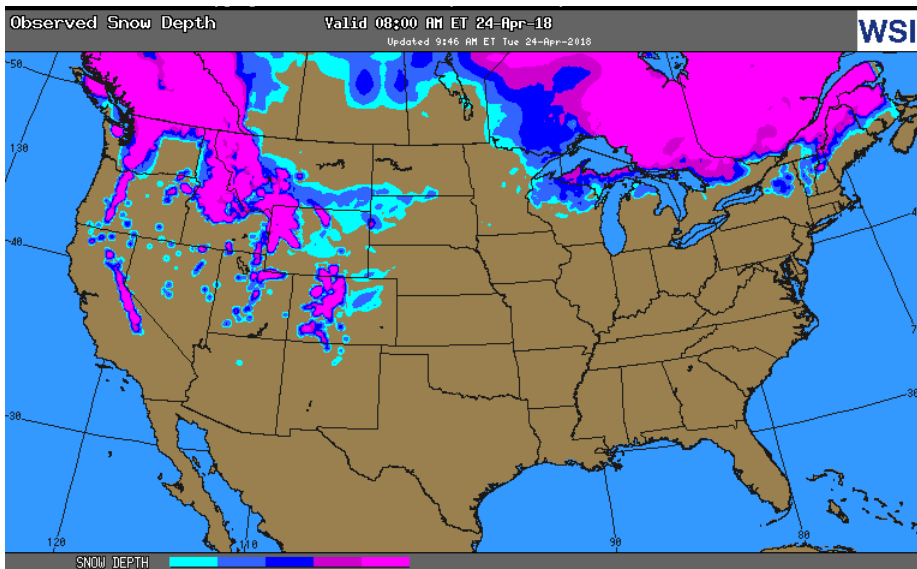 Observed Snow Depth
Valid 08:00 AM ET 24-Apr-18
Updated 9:46 AM ET Tue 24-Apr-2018
WSI
50
130
40
30
120
110
90
80
30
SNOW DEPTH